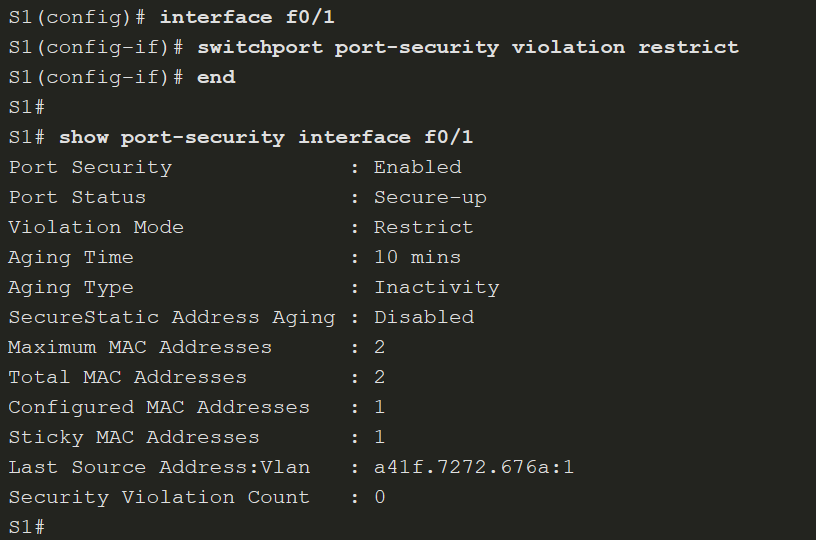 S1(config)# interface f0/1
S1(config-if)# switchport port-security violation restrict
S1(config-if)# end
S1#
S1# show port-security interface f0/1
Port Security              : Enabled
Port Status                : Secure-up
Violation Mode             : Restrict
Aging Time                 : 10 mins
Aging Type                 : Inactivity
SecureStatic Address Aging : Disabled
Maximum MAC Addresses      : 2
Total MAC Addresses        : 2
Configured MAC Addresses   : 1
Sticky MAC Addresses       : 1
Last Source Address:Vlan   : a41f.7272.676a:1
Security Violation Count   : 0
S1#